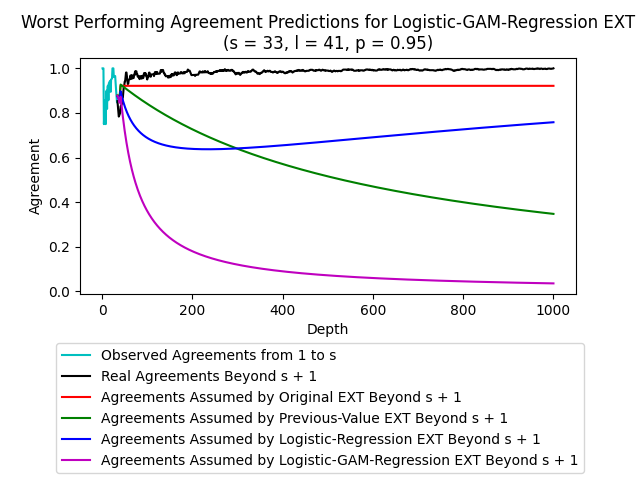 Worst Performing Agreement Predictions for Logistic-GAM-Regression EXT
(s = 33, l = 41, p = 0.95)
1.0
0.8
0.6
0.4
0.2
0.0
Agreement
0 200 400 600 800 1000
Depth
Observed Agreements from 1 to s
Real Agreements Beyond s + 1
Agreements Assumed by Original EXT Beyond s + 1
Agreements Assumed by Previous-Value EXT Beyond s + 1
Agreements Assumed by Logistic-Regression EXT Beyond s + 1
Agreements Assumed by Logistic-GAM-Regression EXT Beyond s + 1